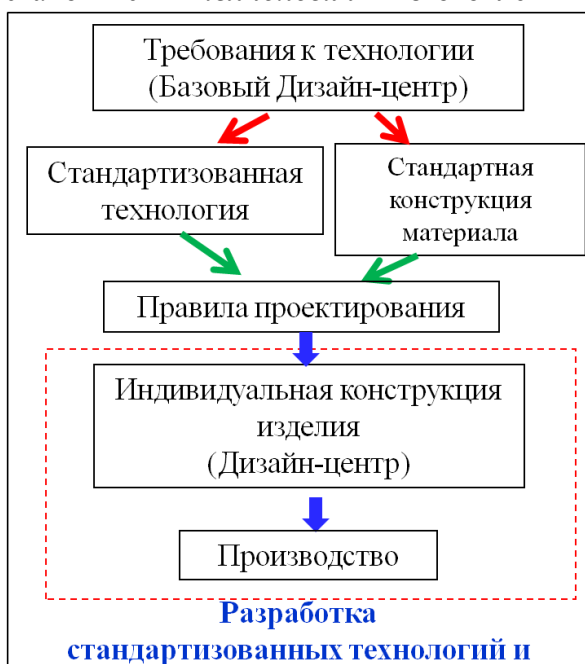 Требования к технологии
(Базовый Дизайн-центр)
Стандартизованная
технология
Стандартная
конструкция
материала
Правила проектирования
Индивидуальная конструкция
изделия
(Дизайн-центр)
Производство
Разработка
стандартизованных технологий и